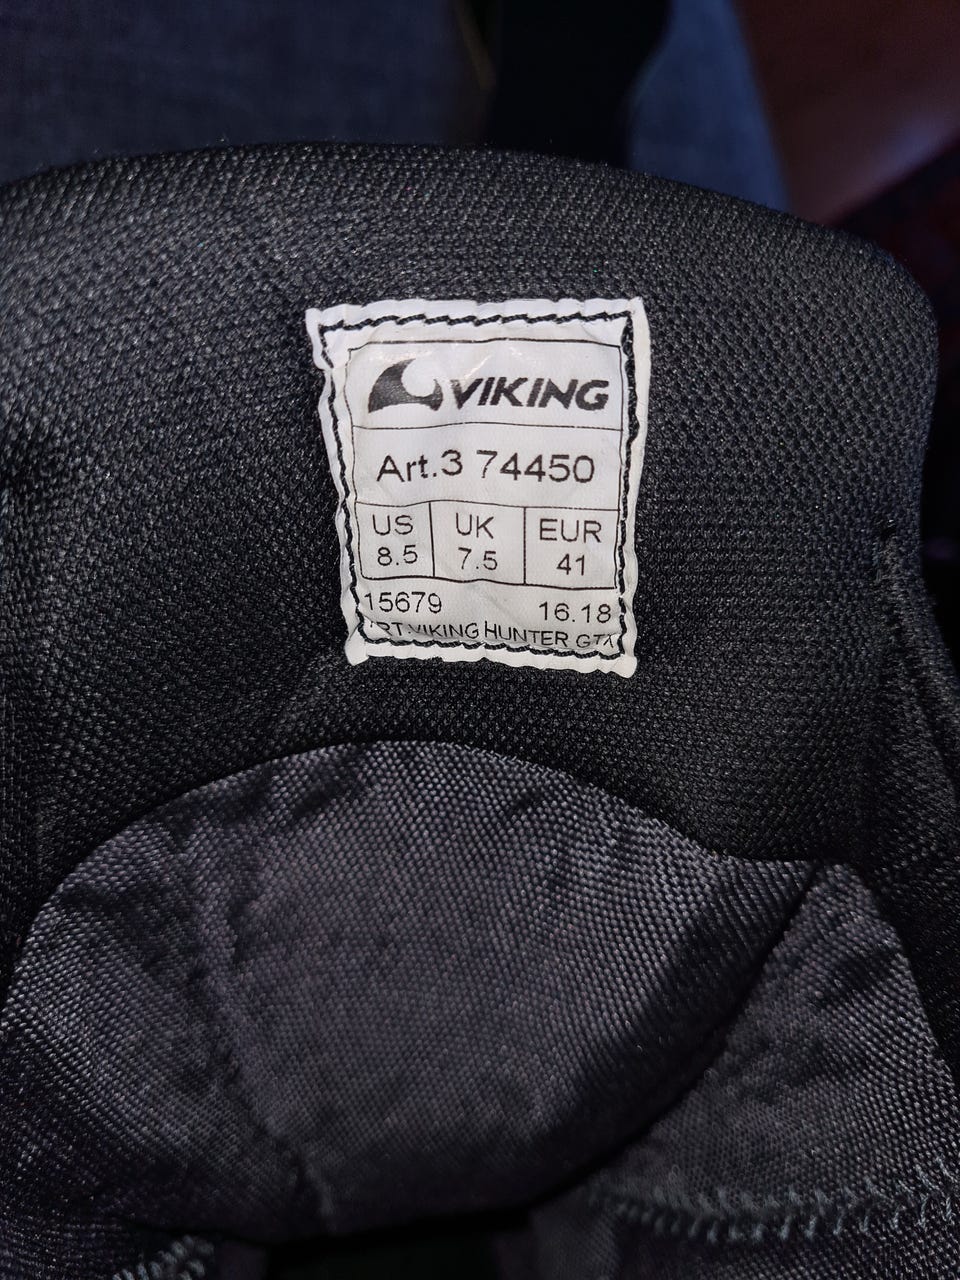 VIKING
Art.3 74450
US UK EUR
8.5 7.5 41
15679 16.18
VIKING HUNTER